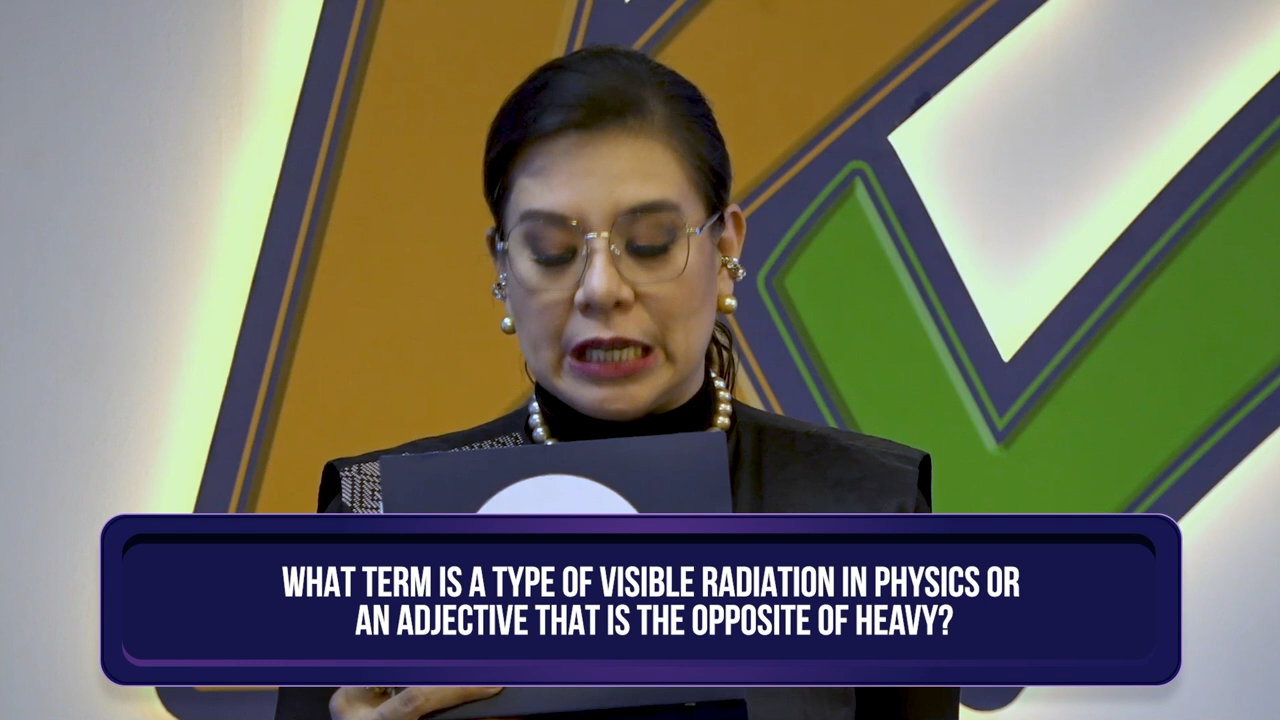 WHAT TERM IS A TYPE OF VISIBLE RADIATION IN PHYSICS OR
AN ADJECTIVE THAT IS THE OPPOSITE OF HEAVY?